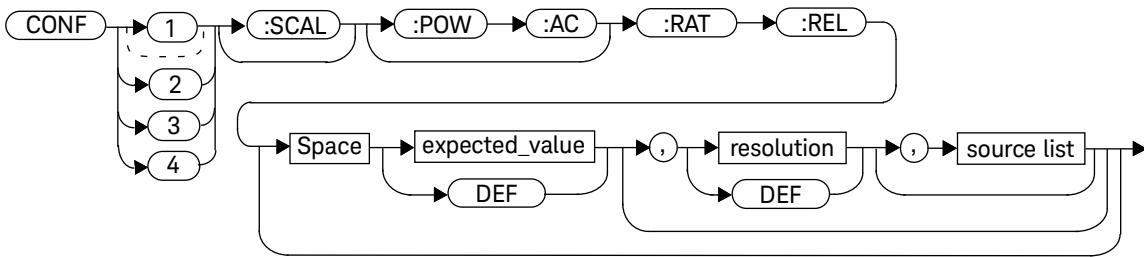 CONF 1 :SCAL :POW :AC :RAT :REL
2
3
4
Space expected_value , resolution , source list
DEF DEF